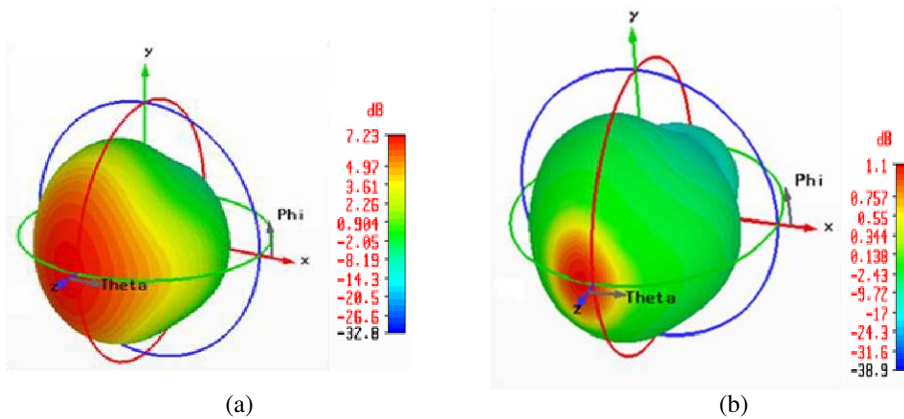 y
dB
7.23
4.97
3.61
2.26
0.904
-2.05
-8.19
-14.3
-20.5
-26.6
-32.8
Phi
x
z
Theta
(a)
y
dB
1.1
0.757
0.55
0.344
0.138
-2.43
-9.72
-17
-24.3
-31.6
-38.9
Phi
x
Theta
z
(b)